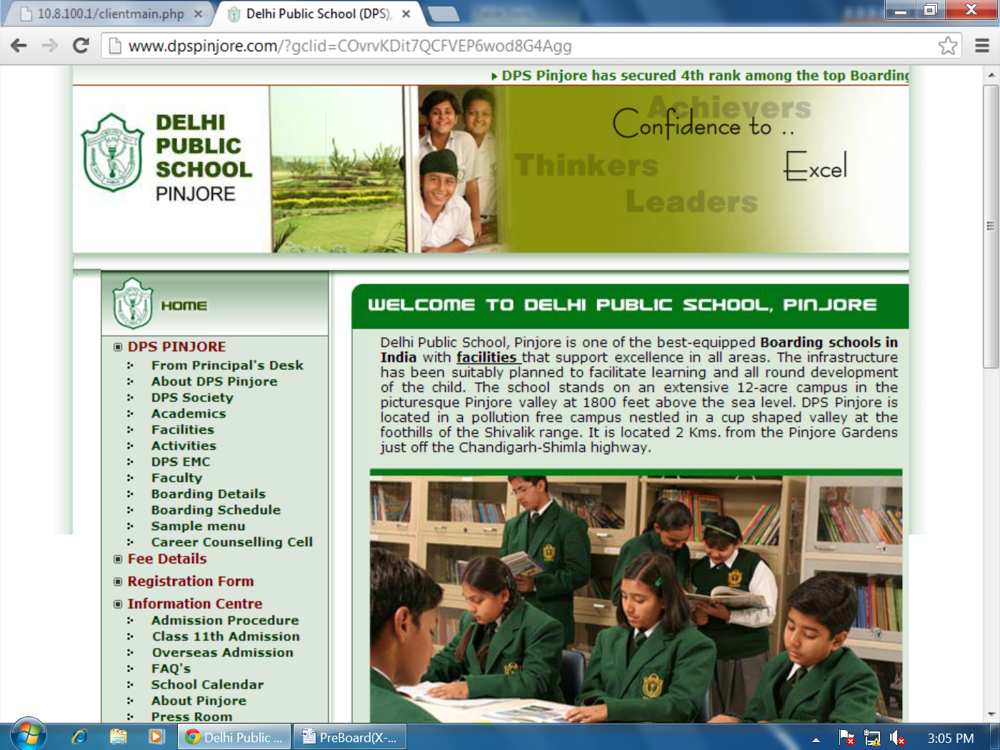 10.8.100.1/clientmain.php
Delhi Public School (DPS),
www.dpspinjore.com/?gclid=COvrvKDit7QCFVEP6wod8G4Agg
DPS Pinjore has secured 4th rank among the top Boarding
DELHI
PUBLIC
SCHOOL
PINJORE
Achievers
Confidence to ..
Thinkers
Excel
Leaders
HOME
WELCOME TO DELHI PUBLIC SCHOOL, PINJORE
DPS PINJORE
From Principal's Desk
About DPS Pinjore
DPS Society
Academics
Facilities
Activities
DPS EMC
Faculty
Boarding Details
Boarding Schedule
Sample menu
Career Counselling Cell
Fee Details
Registration Form
Information Centre
Admission Procedure
Class 11th Admission
Overseas Admission
FAQ's
School Calendar
About Pinjore
Press Room
Delhi Public School, Pinjore is one of the best-equipped Boarding schools in
India with facilities that support excellence in all areas. The infrastructure
has been suitably planned to facilitate learning and all round development
of the child. The school stands on an extensive 12-acre campus in the
picturesque Pinjore valley at 1800 feet above the sea level. DPS Pinjore is
located in a pollution free campus nestled in a cup shaped valley at the
foothills of the Shivalik range. It is located 2 Kms. from the Pinjore Gardens
just off the Chandigarh-Shimla highway.
Delhi Public ...
PreBoard(X-...
3:05 PM